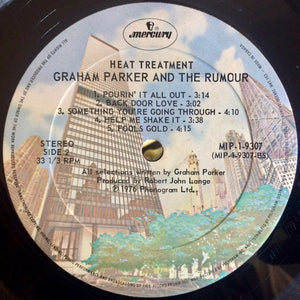 mercury
HEAT TREATMENT
GRAHAM PARKER AND THE RUMOUR
1. POURIN' IT ALL OUT - 3:14
2. BACK DOOR LOVE - 3:02
3. SOMETHING YOU'RE GOING THROUGH - 4:10
4. HELP ME SHAKE IT - 3:38
5. FOOLS GOLD - 4:15
STEREO
SIDE 2
33 1/3 RPM
MIP-1-9307
(MIP-1-9307-BS)
All selections written by Graham Parker
Produced by Robert John Lange
℗ 1976 Phonogram Ltd.